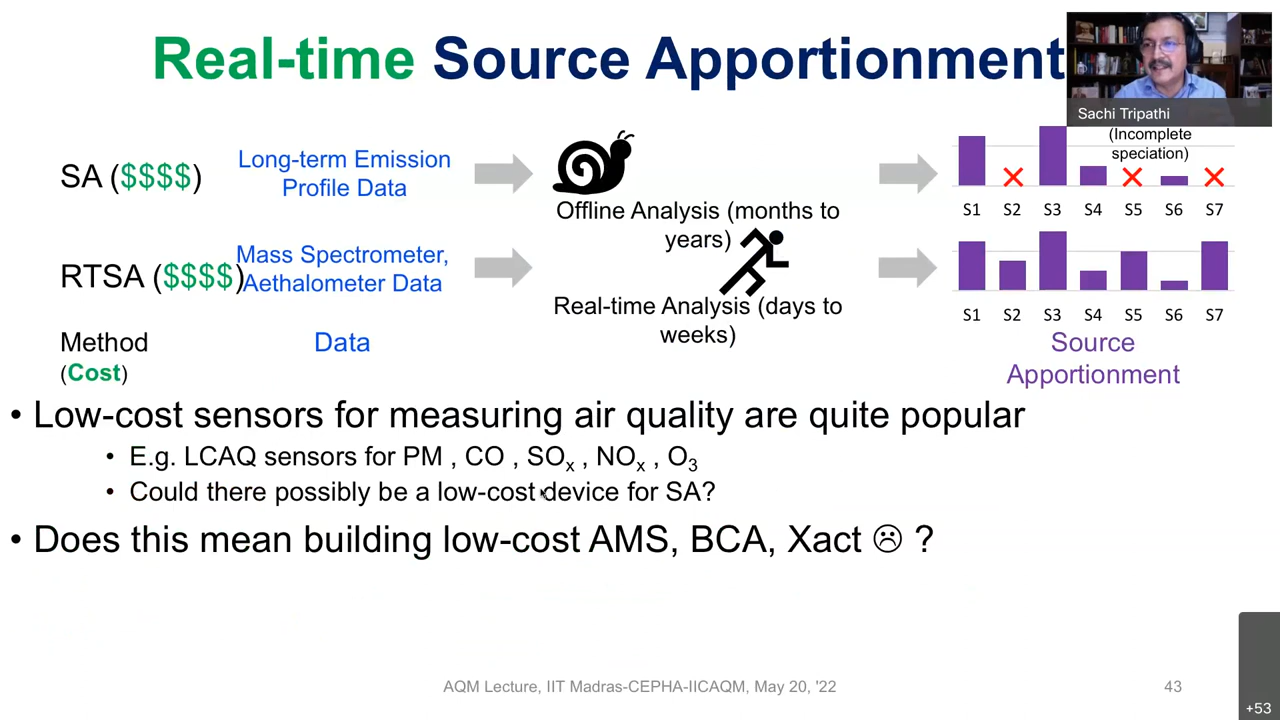 Real-time Source Apportionment
Sachi Tripathi
SA ($$$$)
Long-term Emission
Profile Data
Offline Analysis (months to
years)
(Incomplete
speciation)
S1 S2 S3 S4 S5 S6 S7
RTSA ($$$$)
Mass Spectrometer,
Aethalometer Data
Real-time Analysis (days to
weeks)
S1 S2 S3 S4 S5 S6 S7
Method
(Cost)
Data
Source
Apportionment
• Low-cost sensors for measuring air quality are quite popular
• E.g. LCAQ sensors for PM , CO , SOx , NOx , O3
• Could there possibly be a low-cost device for SA?
• Does this mean building low-cost AMS, BCA, Xact ☹ ?
AQM Lecture, IIT Madras-CEPHA-IICAQM, May 20, '22
43
+53